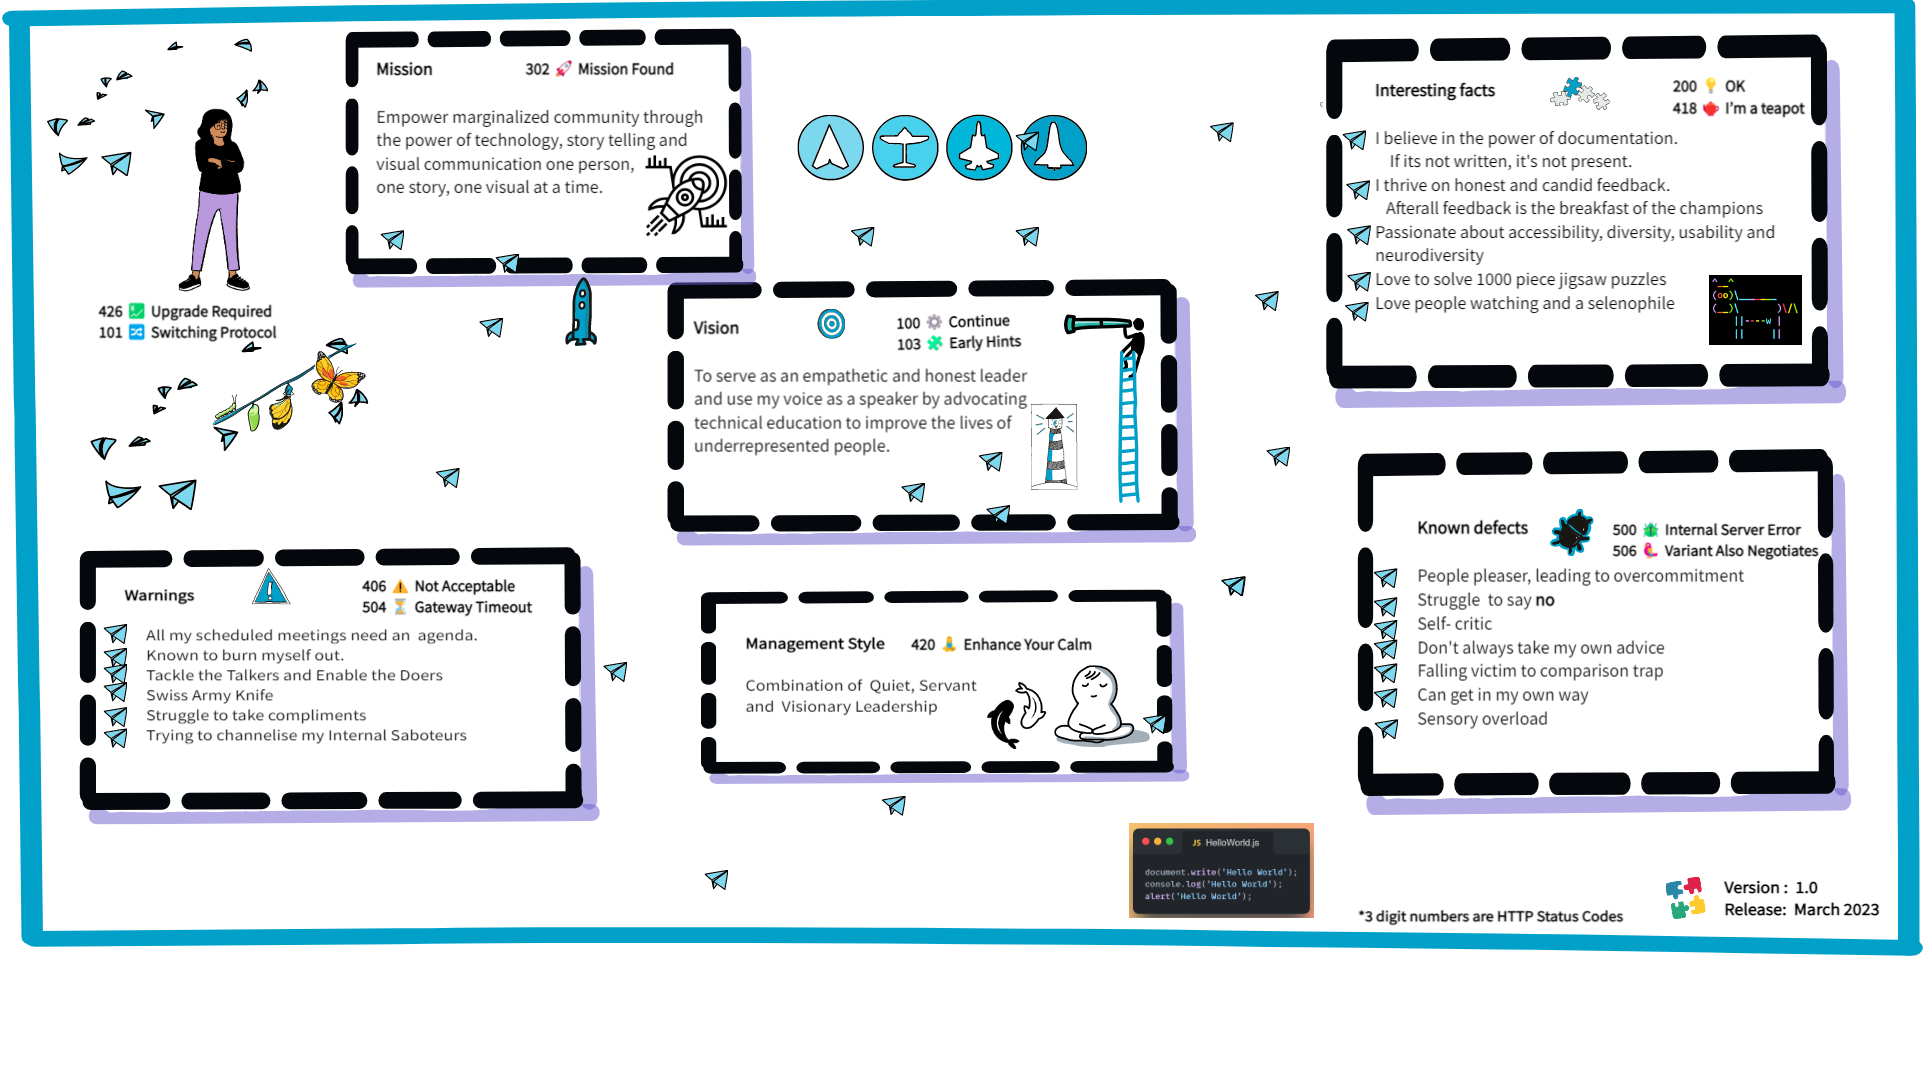 Mission
302 🚀 Mission Found
Empower marginalized community through
the power of technology, story telling and
visual communication one person,
one story, one visual at a time.
426 Upgrade Required
101 Switching Protocol
Vision
100 Continue
103 Early Hints
To serve as an empathetic and honest leader
and use my voice as a speaker by advocating
technical education to improve the lives of
underrepresented people.
Interesting facts
200 OK
418 I'm a teapot
I believe in the power of documentation.
If its not written, it's not present.
I thrive on honest and candid feedback.
Afterall feedback is the breakfast of the champions
Passionate about accessibility, diversity, usability and
neurodiversity
Love to solve 1000 piece jigsaw puzzles
Love people watching and a selenophile
Warnings
406 Not Acceptable
504 Gateway Timeout
All my scheduled meetings need an agenda.
Known to burn myself out.
Tackle the Talkers and Enable the Doers
Swiss Army Knife
Struggle to take compliments
Trying to channelise my Internal Saboteurs
Management Style
420 Enhance Your Calm
Combination of Quiet, Servant
and Visionary Leadership
Known defects
500 Internal Server Error
506 Variant Also Negotiates
People pleaser, leading to overcommitment
Struggle to say no
Self- critic
Don't always take my own advice
Falling victim to comparison trap
Can get in my own way
Sensory overload
JS HelloWorld.js
document.write('Hello World');
console.log('Hello World');
alert('Hello World');
*3 digit numbers are HTTP Status Codes
Version : 1.0
Release: March 2023